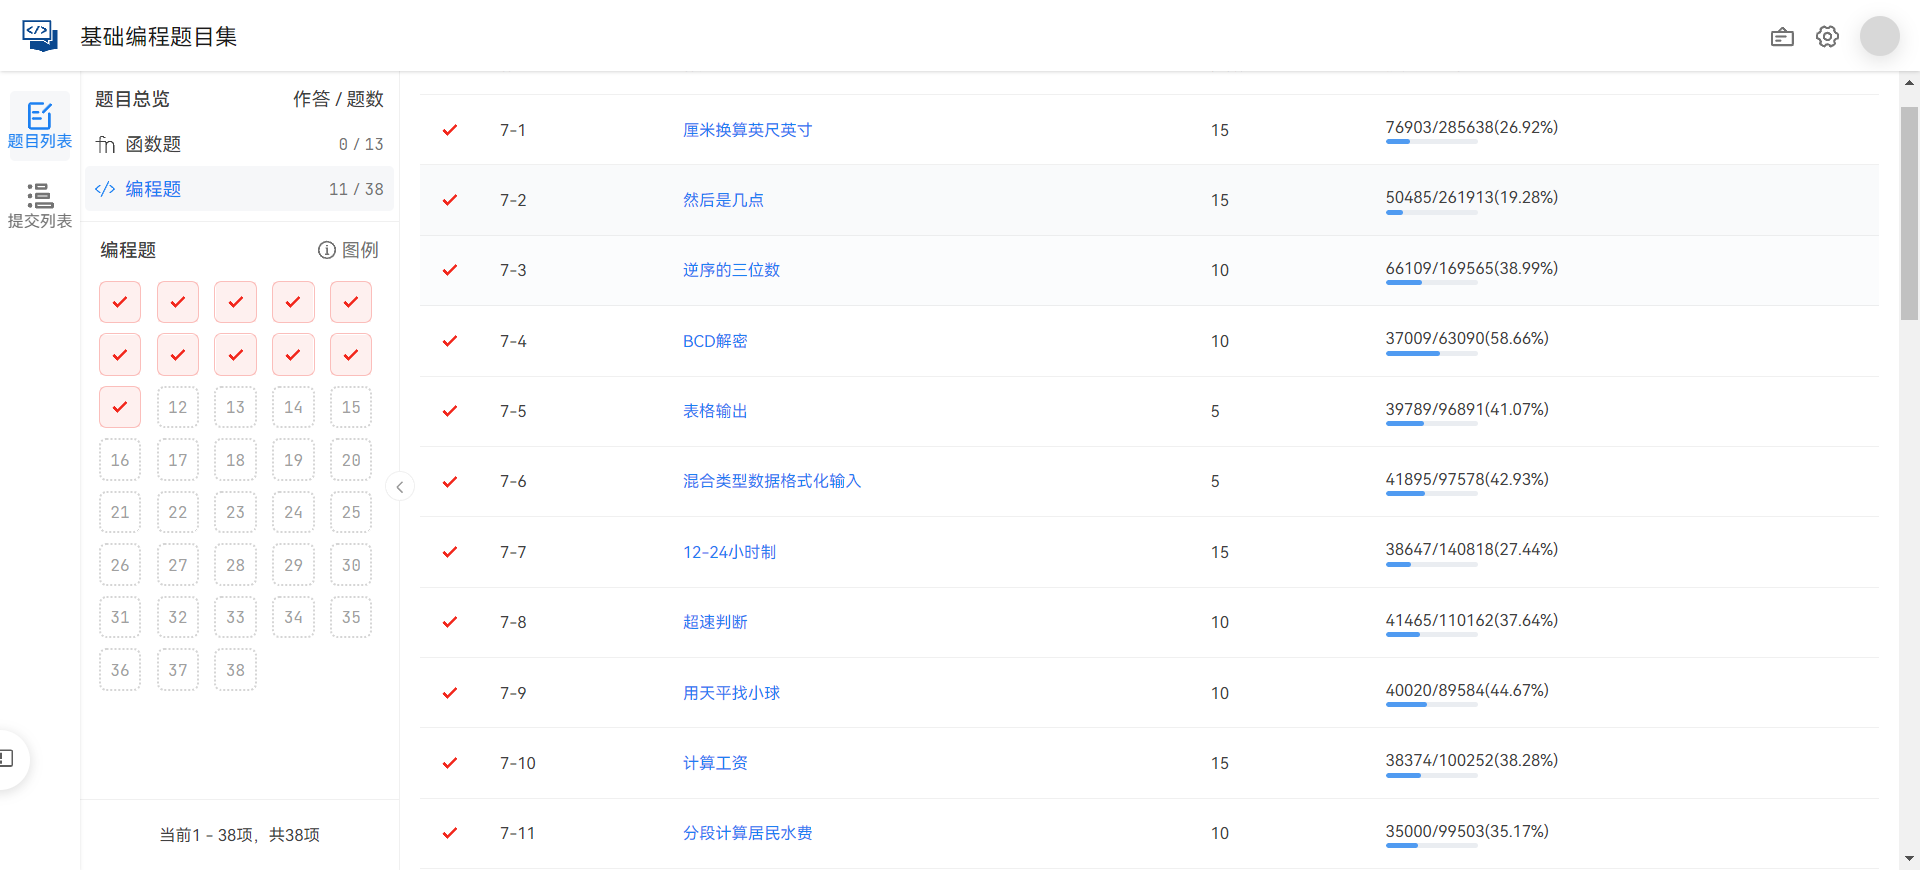 基础编程题目集
题目列表
提交列表
题目总览 作答 / 题数
fn 函数题 0 / 13
</> 编程题 11 / 38
编程题 图例
12 13 14 15
16 17 18 19 20
21 22 23 24 25
26 27 28 29 30
31 32 33 34 35
36 37 38
当前1 - 38项，共38项
7-1 厘米换算英尺英寸 15 76903/285638(26.92%)
7-2 然后是几点 15 50485/261913(19.28%)
7-3 逆序的三位数 10 66109/169565(38.99%)
7-4 BCD解密 10 37009/63090(58.66%)
7-5 表格输出 5 39789/96891(41.07%)
7-6 混合类型数据格式化输入 5 41895/97578(42.93%)
7-7 12-24小时制 15 38647/140818(27.44%)
7-8 超速判断 10 41465/110162(37.64%)
7-9 用天平找小球 10 40020/89584(44.67%)
7-10 计算工资 15 38374/100252(38.28%)
7-11 分段计算居民水费 10 35000/99503(35.17%)